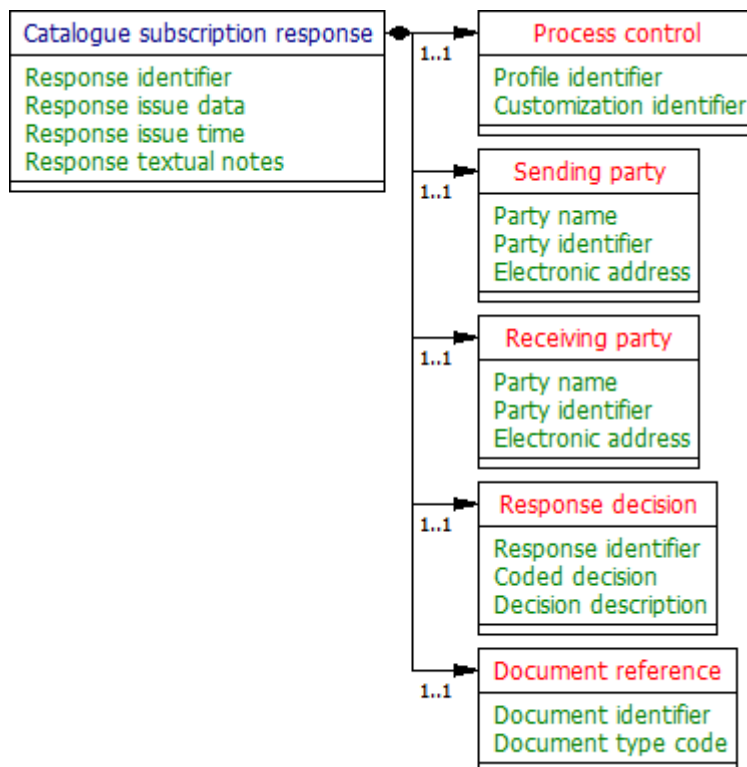 Catalogue subscription response
Response identifier
Response issue data
Response issue time
Response textual notes
1..1
Process control
Profile identifier
Customization identifier
1..1
Sending party
Party name
Party identifier
Electronic address
1..1
Receiving party
Party name
Party identifier
Electronic address
1..1
Response decision
Response identifier
Coded decision
Decision description
1..1
Document reference
Document identifier
Document type code